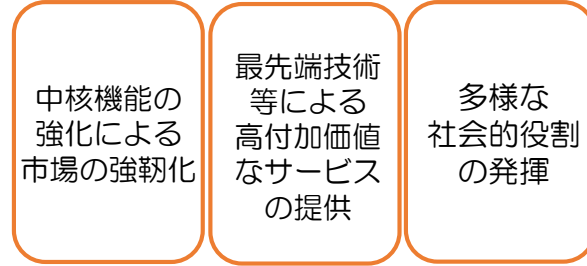 中核機能の
強化による
市場の強靭化
最先端技術
等による
高付加価値
なサービス
の提供
多様な
社会的役割
の発揮